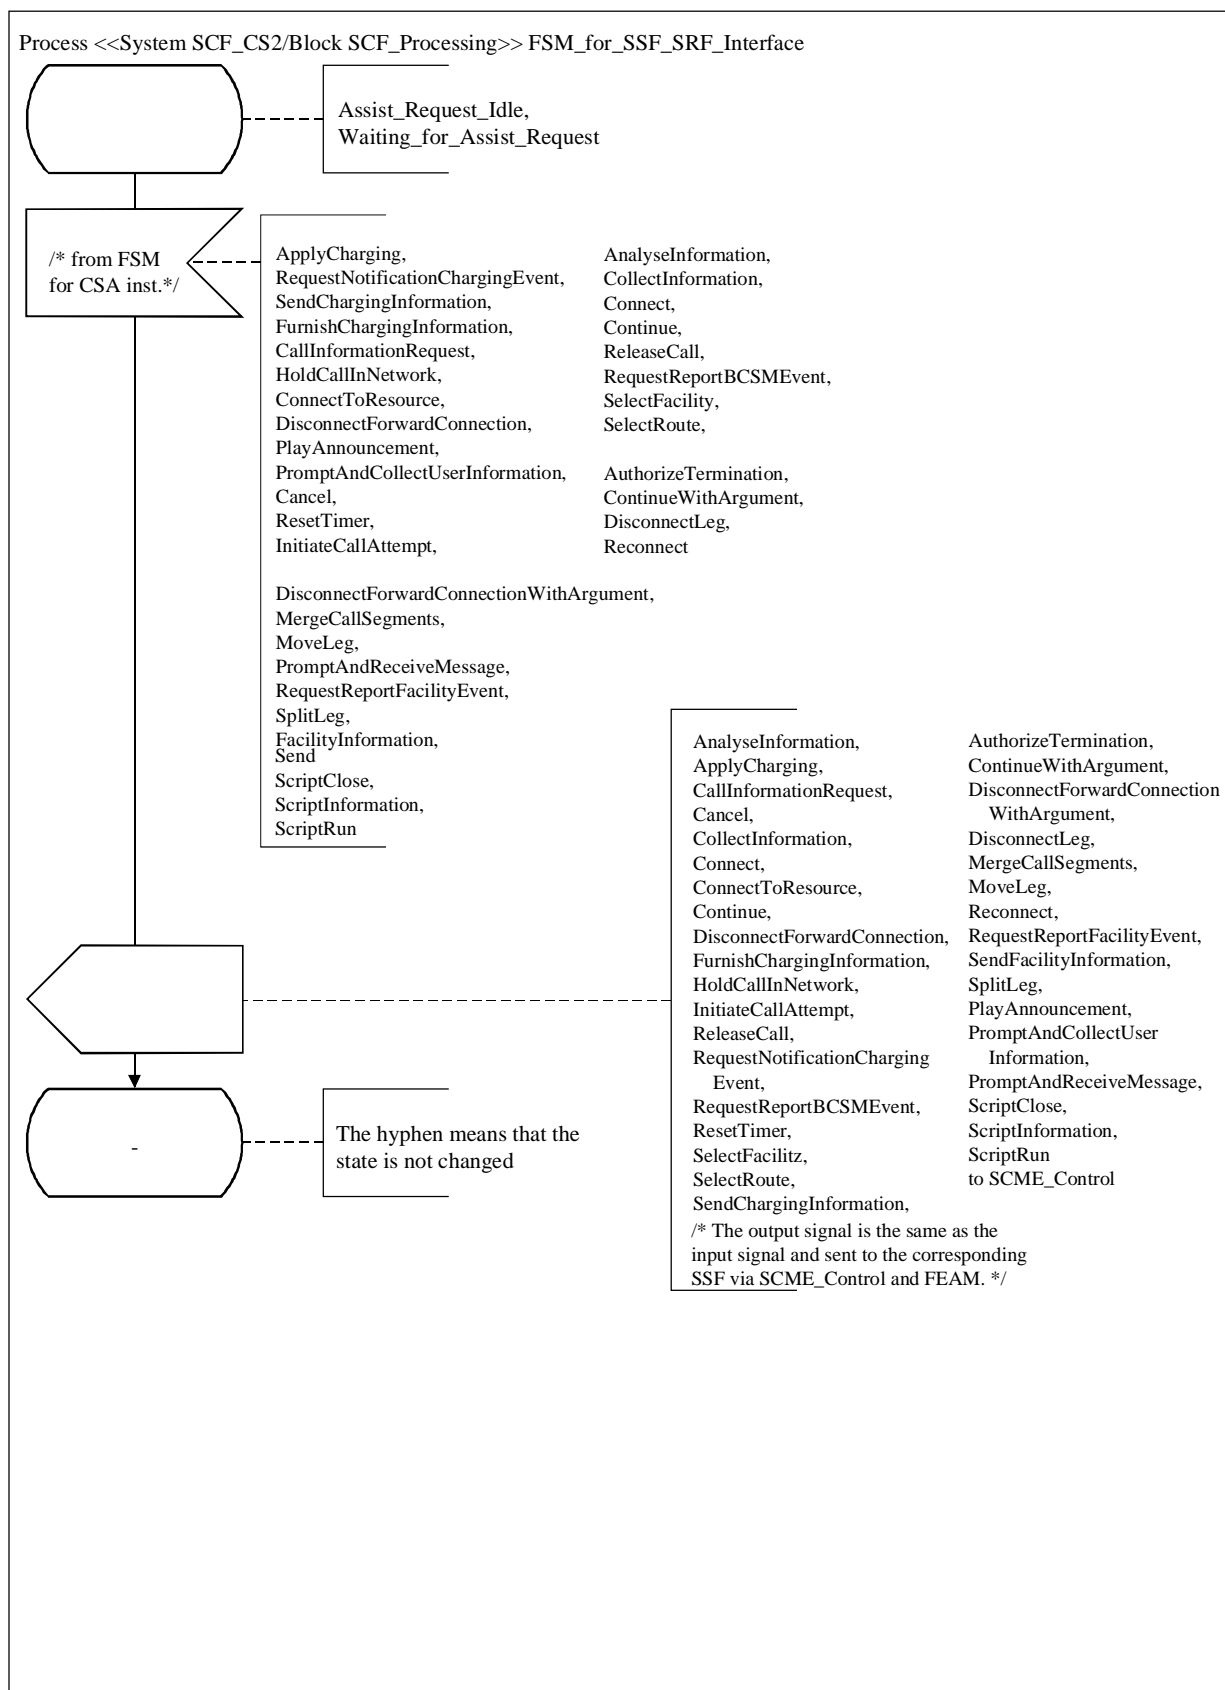 Process <<System SCF_CS2/Block SCF_Processing>> FSM_for_SSF_SRF_Interface
Assist_Request_Idle,
Waiting_for_Assist_Request
/* from FSM
for CSA inst.*/
ApplyCharging,
RequestNotificationChargingEvent,
SendChargingInformation,
FurnishChargingInformation,
CallInformationRequest,
HoldCallInNetwork,
ConnectToResource,
DisconnectForwardConnection,
PlayAnnouncement,
PromptAndCollectUserInformation,
Cancel,
ResetTimer,
InitiateCallAttempt,
DisconnectForwardConnectionWithArgument,
MergeCallSegments,
MoveLeg,
PromptAndReceiveMessage,
RequestReportFacilityEvent,
SplitLeg,
FacilityInformation,
Send
ScriptClose,
ScriptInformation,
ScriptRun
AnalyseInformation,
CollectInformation,
Connect,
Continue,
ReleaseCall,
RequestReportBCSMEvent,
SelectFacility,
SelectRoute,
AuthorizeTermination,
ContinueWithArgument,
DisconnectLeg,
Reconnect
AnalyseInformation,
ApplyCharging,
CallInformationRequest,
Cancel,
CollectInformation,
Connect,
ConnectToResource,
Continue,
DisconnectForwardConnection,
FurnishChargingInformation,
HoldCallInNetwork,
InitiateCallAttempt,
ReleaseCall,
RequestNotificationCharging
Event,
RequestReportBCSMEvent,
ResetTimer,
SelectFacilitz,
SelectRoute,
SendChargingInformation,
AuthorizeTermination,
ContinueWithArgument,
DisconnectForwardConnection
WithArgument,
DisconnectLeg,
MergeCallSegments,
MoveLeg,
Reconnect,
RequestReportFacilityEvent,
SendFacilityInformation,
SplitLeg,
PlayAnnouncement,
PromptAndCollectUser
Information,
PromptAndReceiveMessage,
ScriptClose,
ScriptInformation,
ScriptRun
to SCME_Control
/* The output signal is the same as the
input signal and sent to the corresponding
SSF via SCME_Control and FEAM. */
-
The hyphen means that the
state is not changed